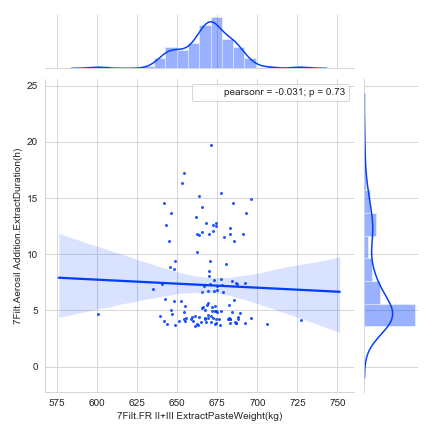 pearsonr = -0.031; p = 0.73
25
20
15
10
5
0
7Filt.Aerosil Addition.ExtractDuration(h)
575 600 625 650 675 700 725 750
7Filt.FR II+III ExtractPasteWeight(kg)